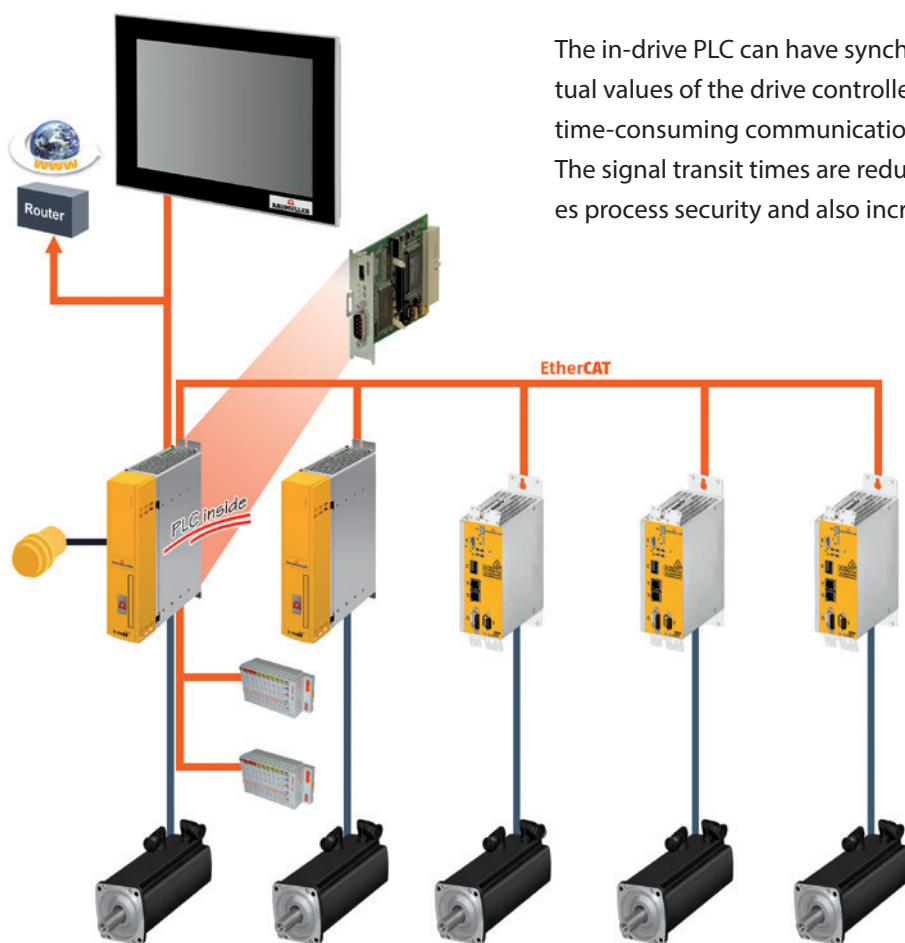 The in-drive PLC can have synch
tual values of the drive controlle
time-consuming communicatio
The signal transit times are redu
es process security and also incr
www
Router
BAUMÜLLER
EtherCAT
PLC inside